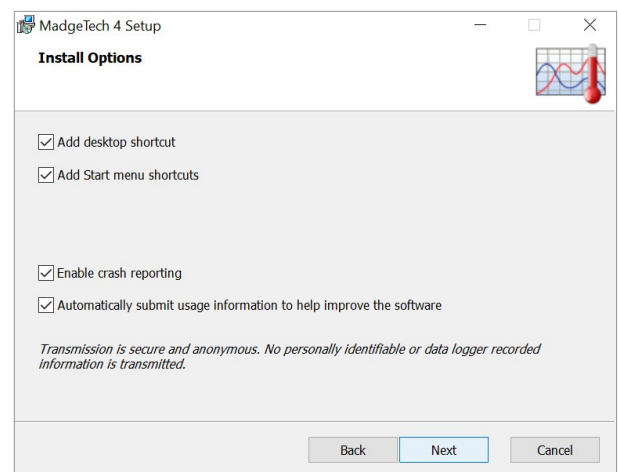 MadgeTech 4 Setup
Install Options
Add desktop shortcut
Add Start menu shortcuts
Enable crash reporting
Automatically submit usage information to help improve the software
Transmission is secure and anonymous. No personally identifiable or data logger recorded
information is transmitted.
Back Next Cancel